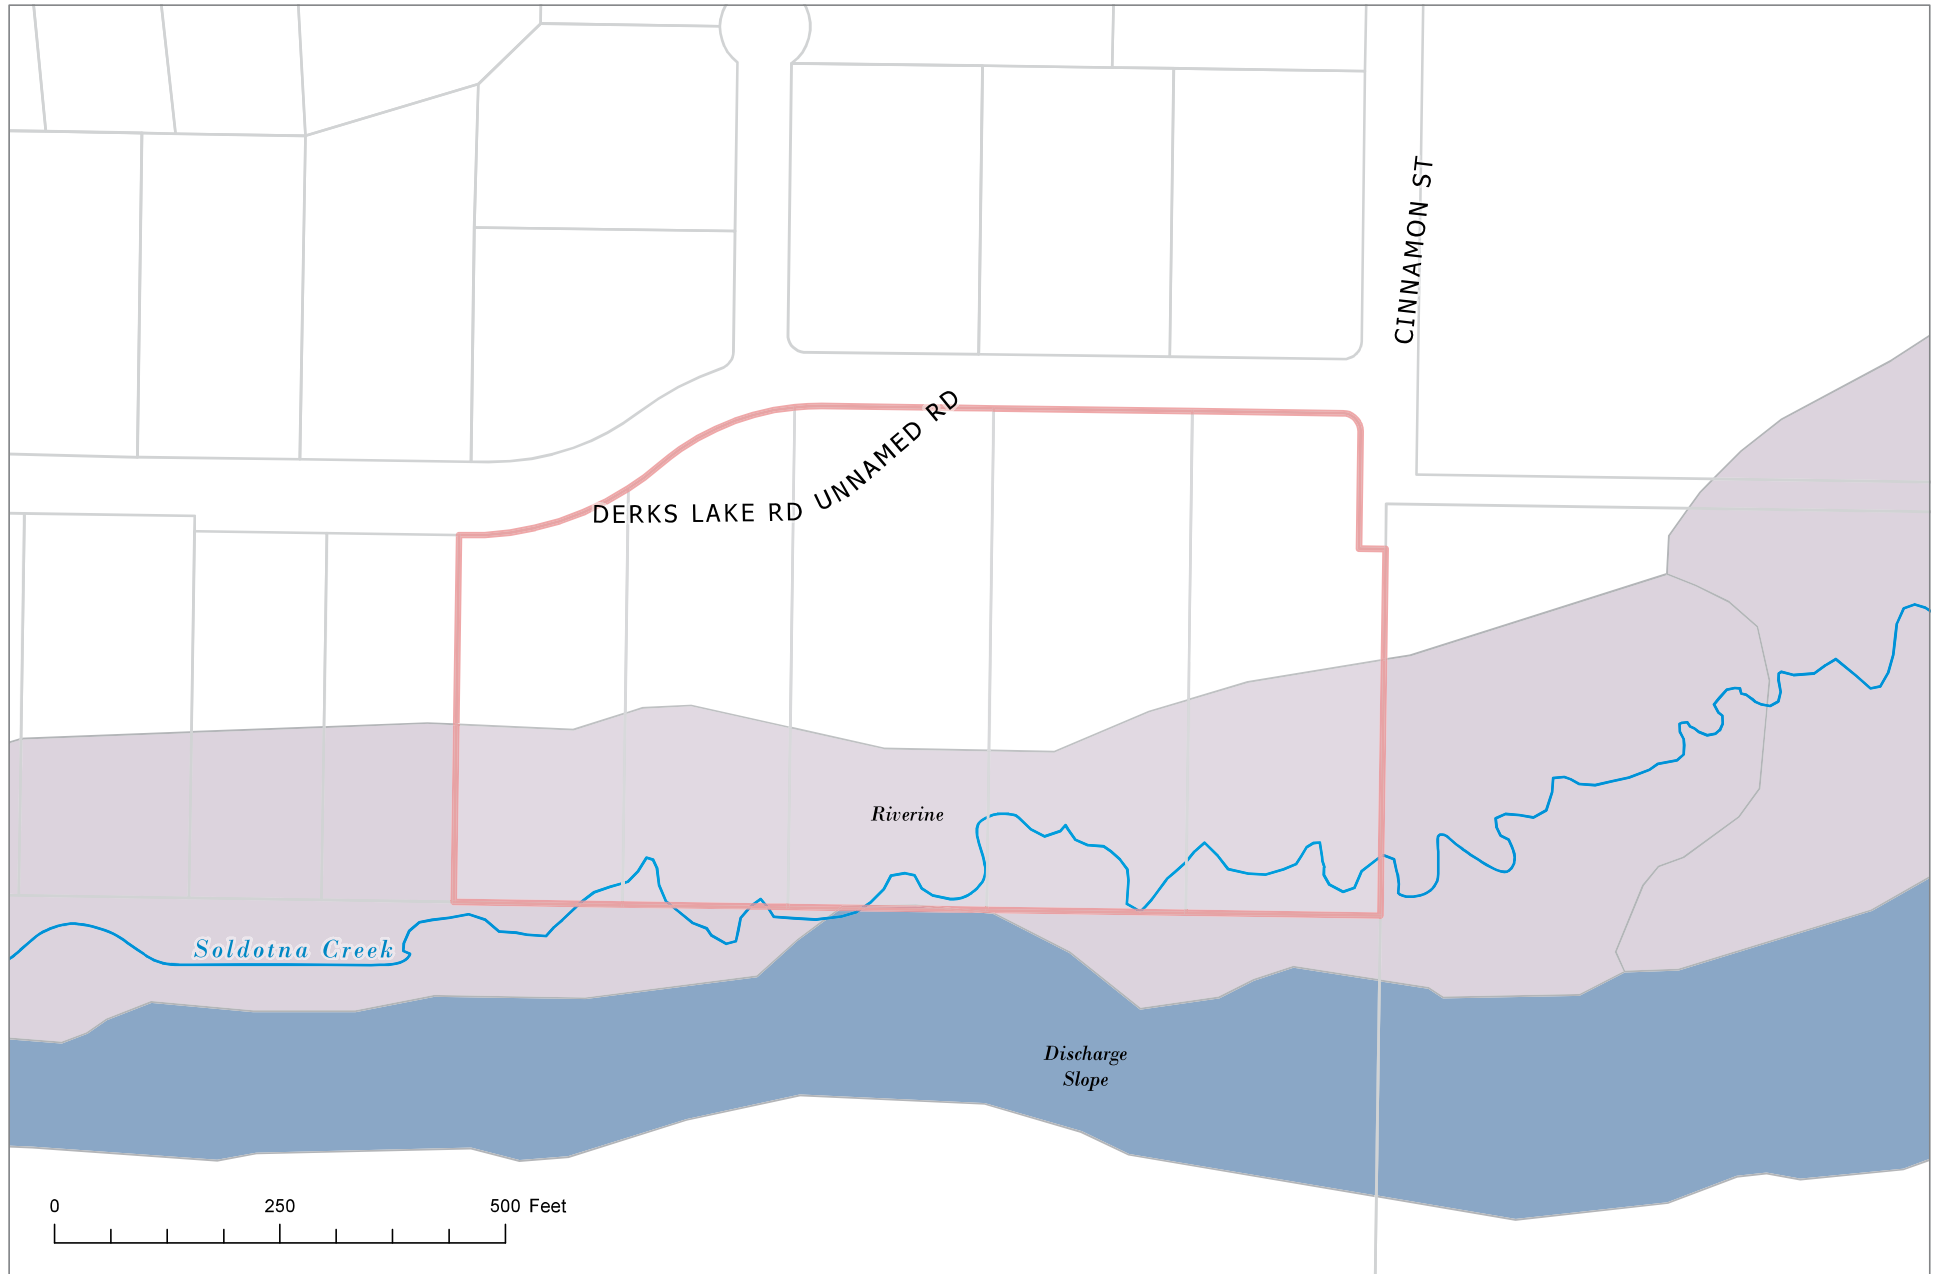 CINNAMON ST
DERKS LAKE RD
UNNAMED RD
Riverine
Soldotna Creek
Discharge
Slope
0 250 500 Feet